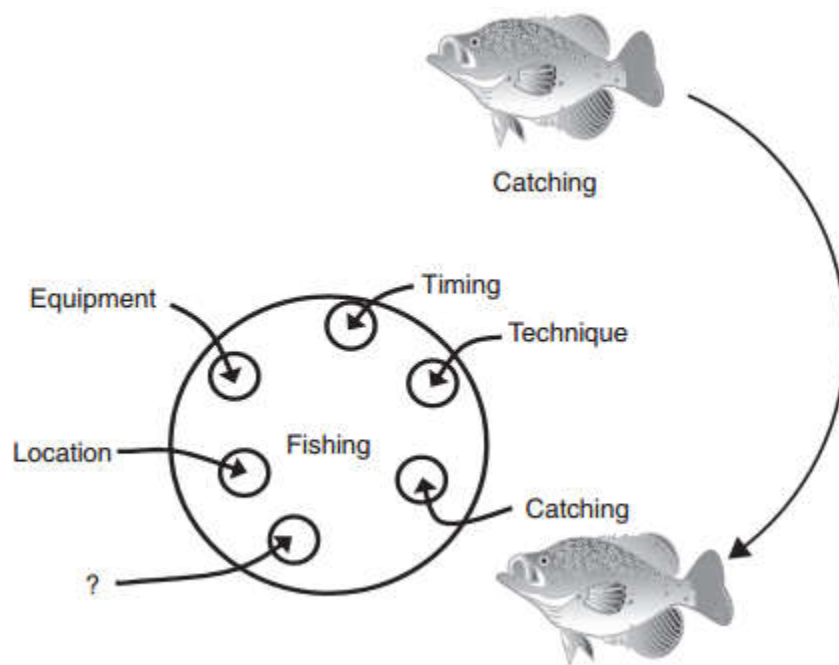 Catching
Timing
Equipment
Technique
Location
Fishing
Catching
?